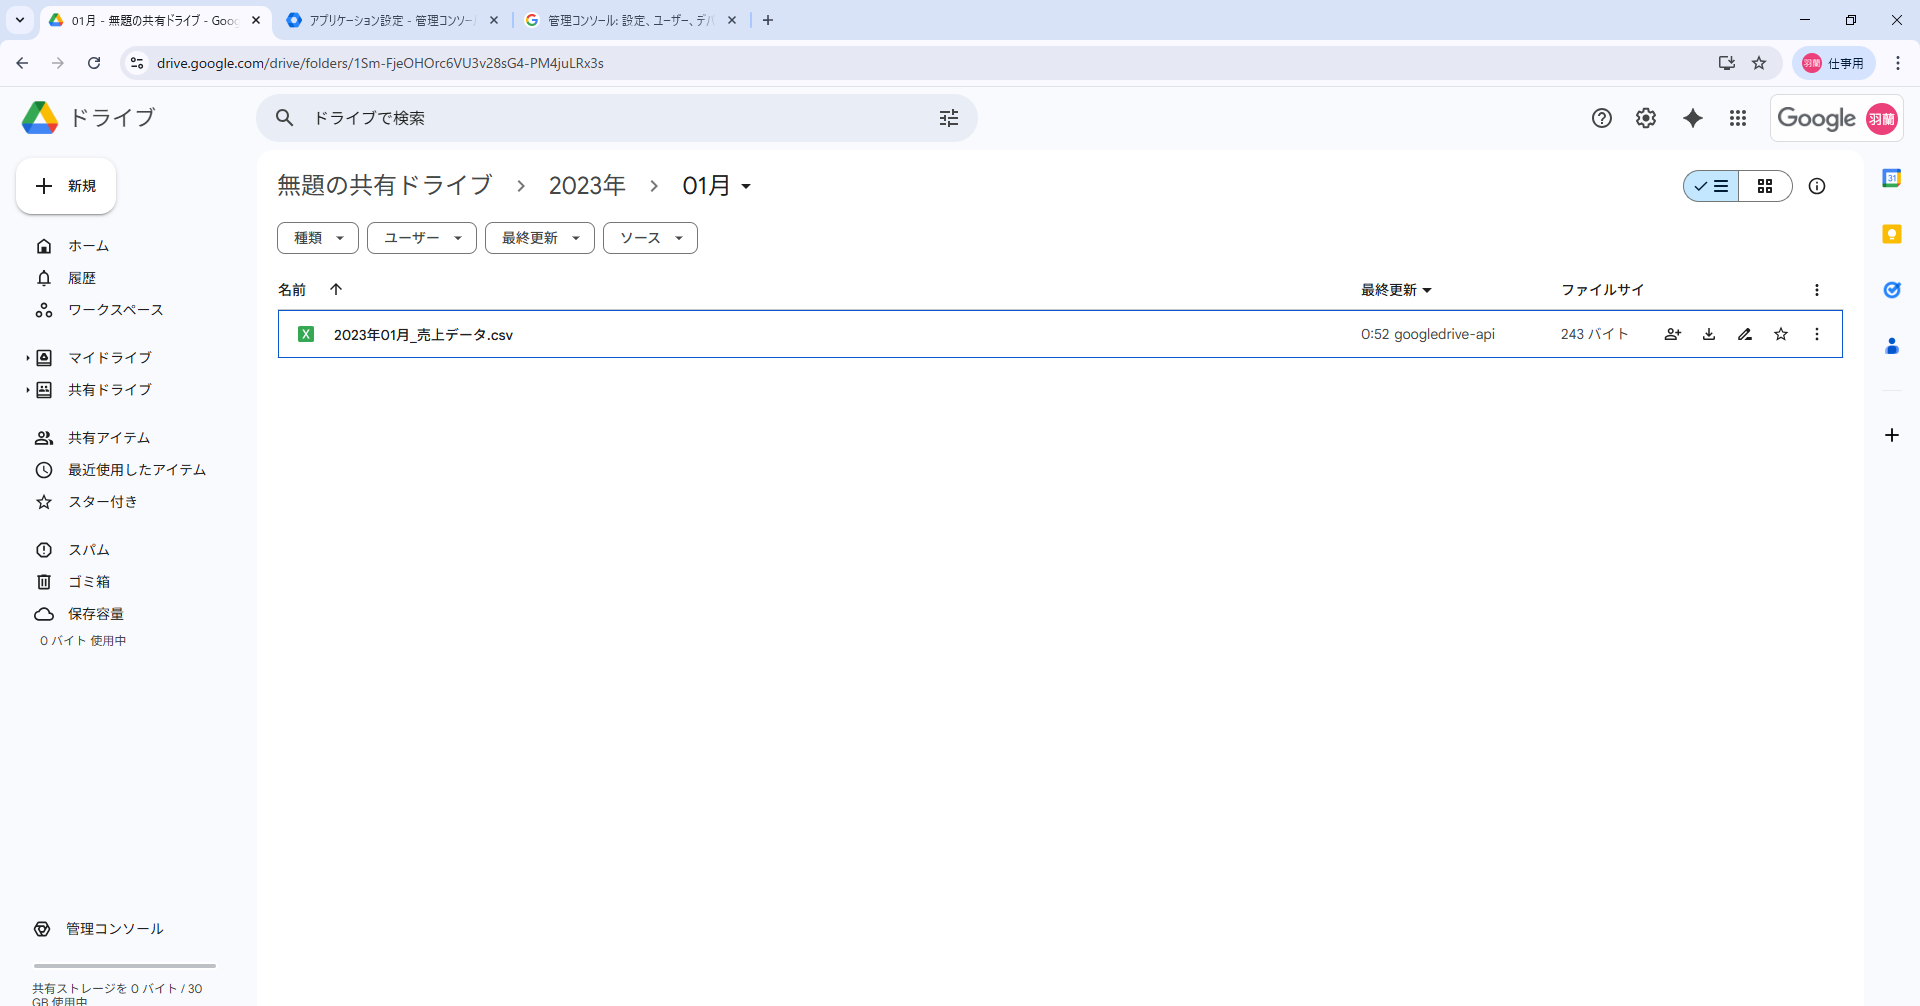 01月 - 無題の共有ドライブ - Goo
アプリケーション設定 - 管理コンソー
管理コンソール: 設定、ユーザー、デバ
drive.google.com/drive/folders/1Sm-FjeOHOrc6VU3v28sG4-PM4juLRx3s
羽蘭 仕事用
ドライブ
ドライブで検索
Google 羽蘭
新規
無題の共有ドライブ
2023年
01月
31
種類
ユーザー
最終更新
ソース
ホーム
履歴
ワークスペース
マイドライブ
共有ドライブ
共有アイテム
最近使用したアイテム
スター付き
スパム
ゴミ箱
保存容量
0 バイト 使用中
名前
最終更新
ファイルサイ
X 2023年01月_売上データ.csv
0:52 googledrive-api
243 バイト
管理コンソール
共有ストレージを 0 バイト / 30
GB 使用中